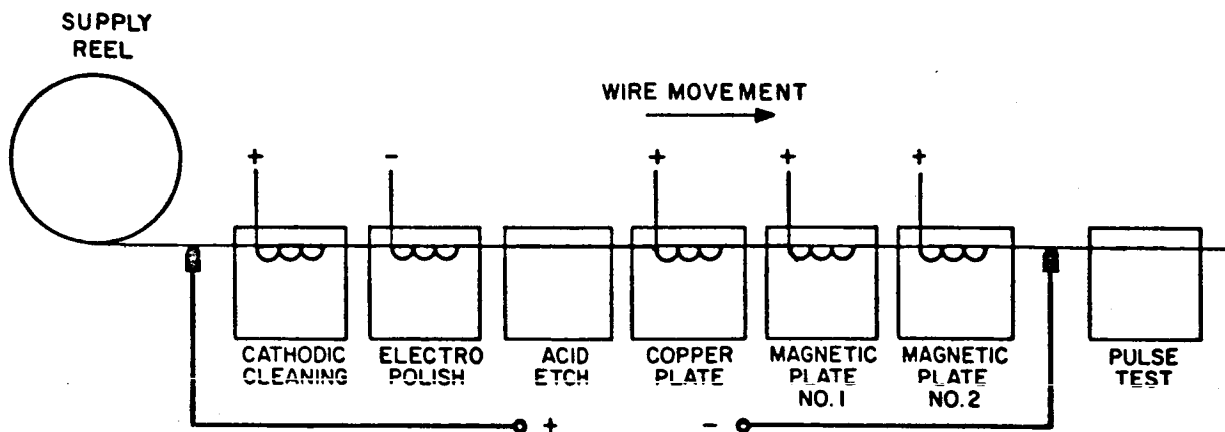 SUPPLY
REEL
WIRE MOVEMENT
+ - + + +
CATHODIC
CLEANING
ELECTRO
POLISH
ACID
ETCH
COPPER
PLATE
MAGNETIC
PLATE
NO. 1
MAGNETIC
PLATE
NO. 2
PULSE
TEST
+ -